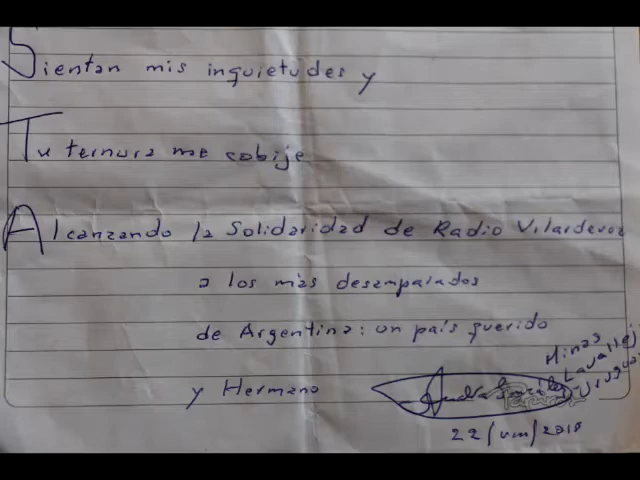 Sientan mis inquietudes y
Tu ternura me cobije
Alcanzando la Solidaridad de Radio Vilardevoz
a los mas desamparados
de Argentina: un país querido
y Hermano
Minas
Lavalleja
Uruguay
22/VIII/2018